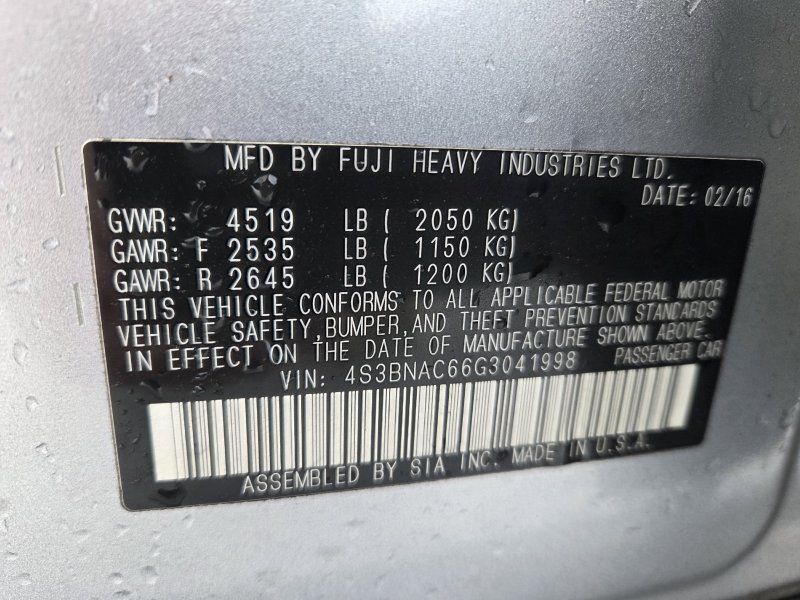 MFD BY FUJI HEAVY INDUSTRIES LTD.
DATE: 02/16
GVWR: 4519 LB ( 2050 KG)
GAWR: F 2535 LB ( 1150 KG)
GAWR: R 2645 LB ( 1200 KG)
THIS VEHICLE CONFORMS TO ALL APPLICABLE FEDERAL MOTOR
VEHICLE SAFETY, BUMPER, AND THEFT PREVENTION STANDARDS
IN EFFECT ON THE DATE OF MANUFACTURE SHOWN ABOVE.
VIN: 4S3BNAC66G3041998 PASSENGER CAR
ASSEMBLED BY SIA INC. MADE IN U.S.A.